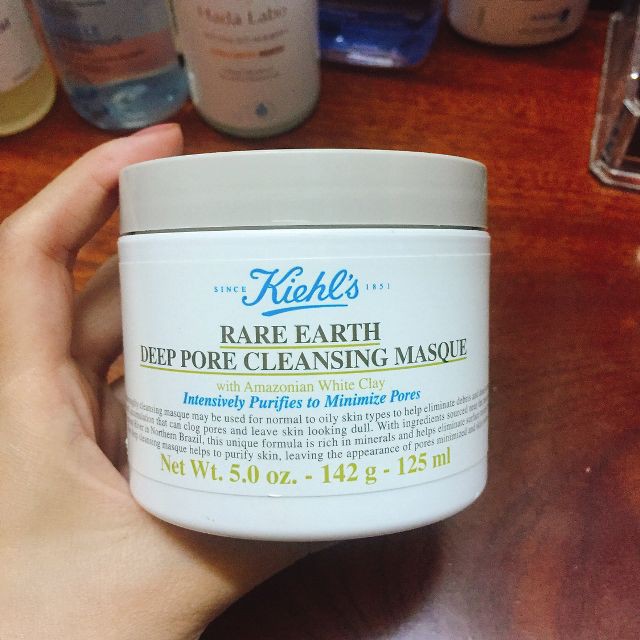 Hada Labo
SINCE Kiehl's 1851
RARE EARTH
DEEP PORE CLEANSING MASQUE
with Amazonian White Clay
Intensively Purifies to Minimize Pores
cleansing masque may be used for normal to oily skin types to help eliminate debris and
that can clog pores and leave skin looking dull. With ingredients sourced
River in Northern Brazil, this unique formula is rich in minerals and helps eliminate
cleansing masque helps to purify skin, leaving the appearance of pores minimized
Net Wt. 5.0 oz. - 142 g - 125 ml